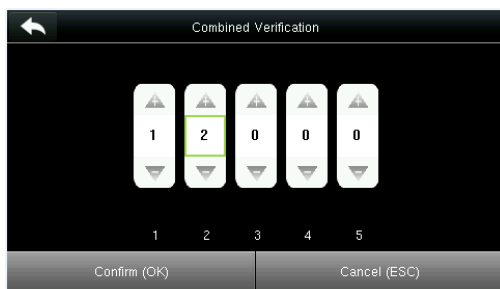 Combined Verification
1 2 0 0 0
1 2 3 4 5
Confirm (OK) Cancel (ESC)